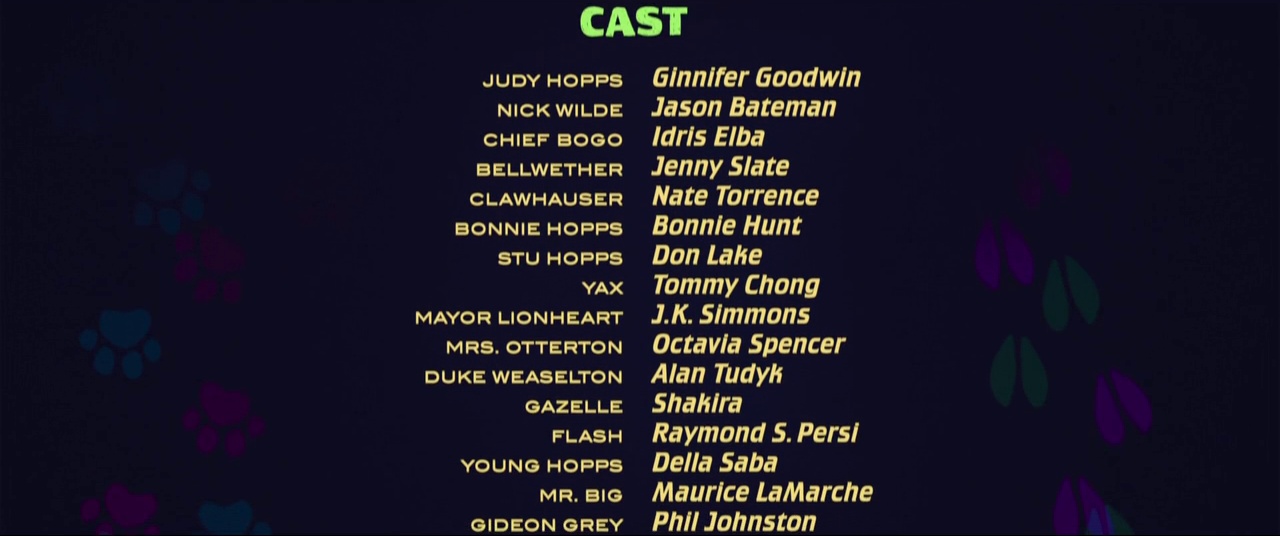 CAST
JUDY HOPPS Ginnifer Goodwin
NICK WILDE Jason Bateman
CHIEF BOGO Idris Elba
BELLWETHER Jenny Slate
CLAWHAUSER Nate Torrence
BONNIE HOPPS Bonnie Hunt
STU HOPPS Don Lake
YAX Tommy Chong
MAYOR LIONHEART J.K. Simmons
MRS. OTTERTON Octavia Spencer
DUKE WEASELTON Alan Tudyk
GAZELLE Shakira
FLASH Raymond S. Persi
YOUNG HOPPS Della Saba
MR. BIG Maurice LaMarche
GIDEON GREY Phil Johnston